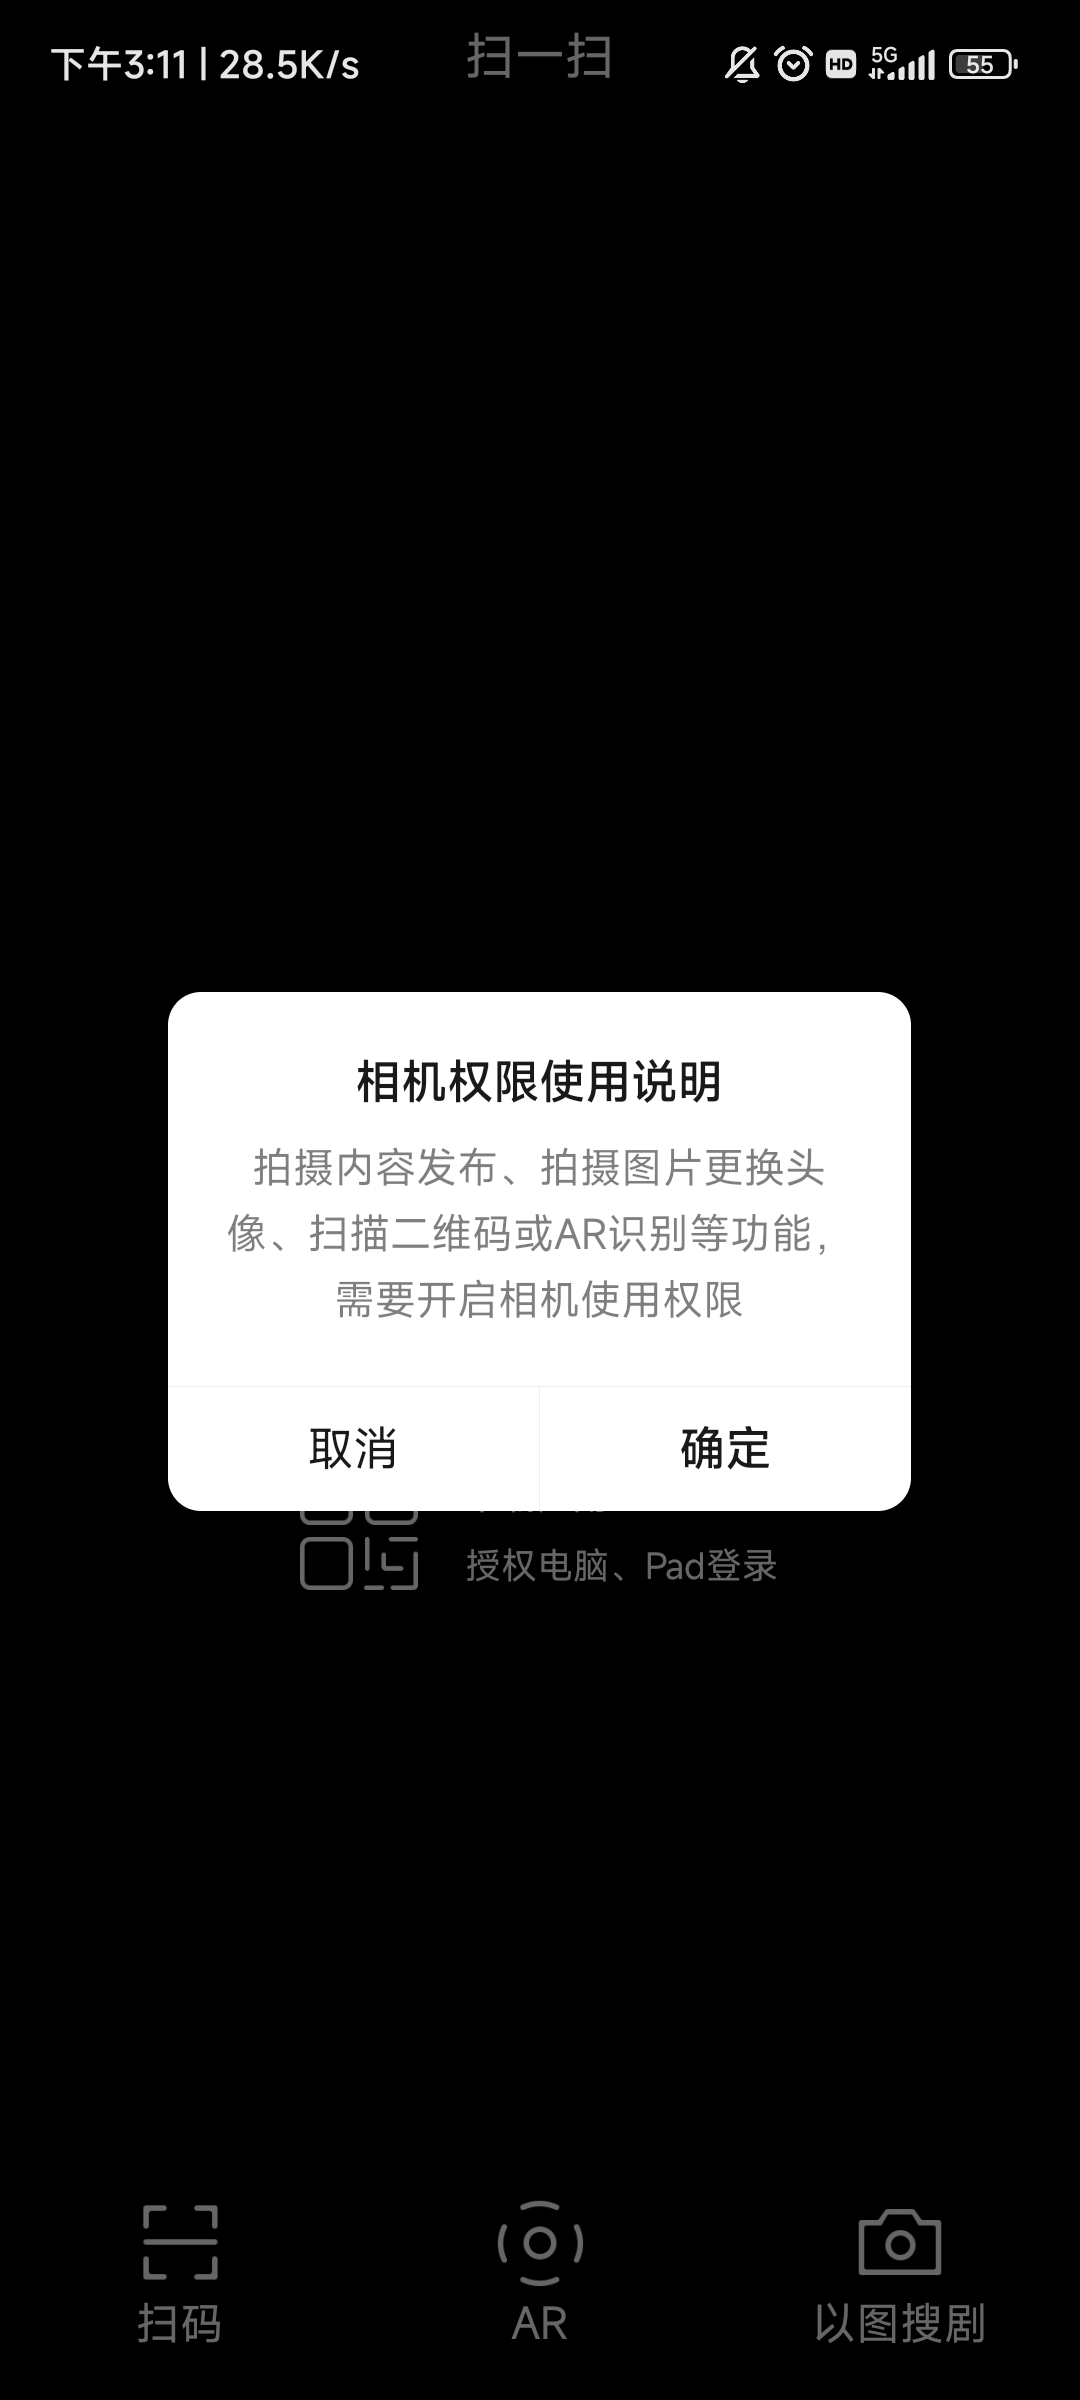 下午3:11 | 28.5K/s
扫一扫
HD
5G
55
相机权限使用说明
拍摄内容发布、拍摄图片更换头
像、扫描二维码或AR识别等功能，
需要开启相机使用权限
取消
确定
授权电脑、Pad登录
扫码
AR
以图搜剧